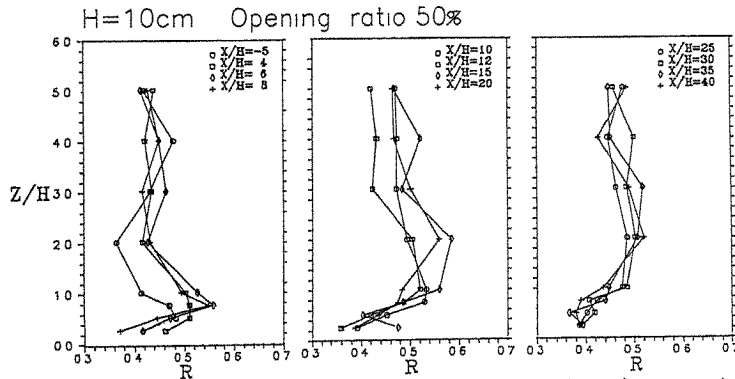 H=10cm Opening ratio 50%
X/H=-5
X/H= 4
X/H= 6
X/H= 8
X/H=10
X/H=12
X/H=15
X/H=20
X/H=25
X/H=30
X/H=35
X/H=40
Z/H
60
50
40
30
20
10
00
03 04 05 06 07
03 04 05 06 07
03 04 05 06 07
R R R